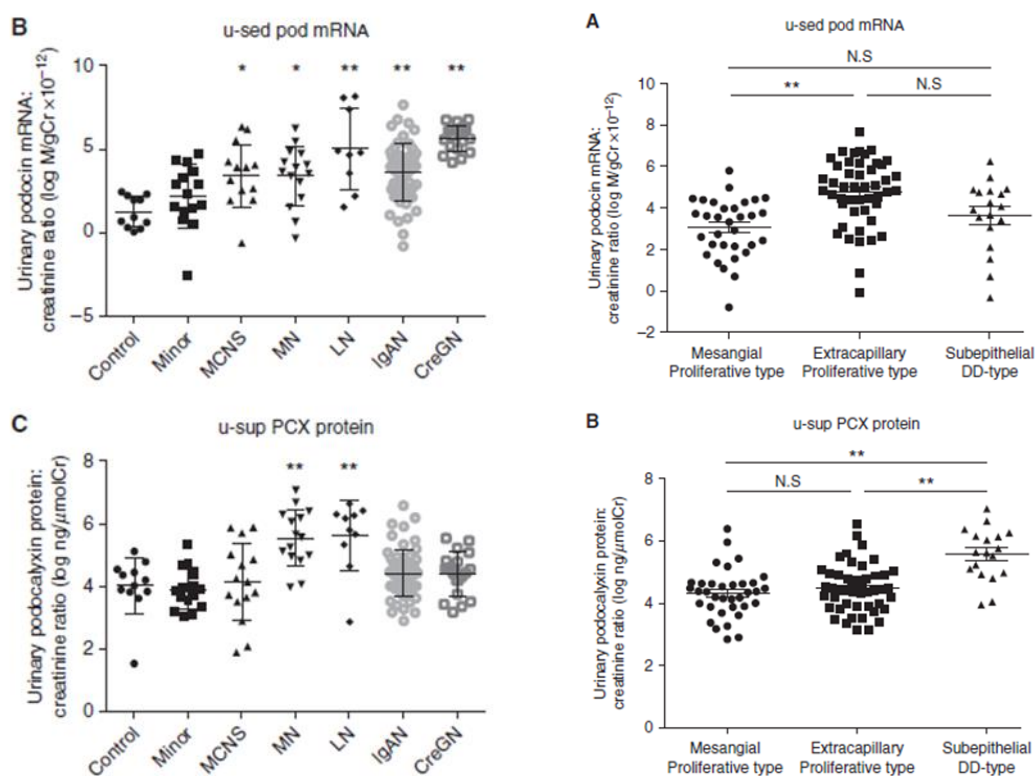 B
u-sed pod mRNA
Urinary podocin mRNA:
creatinine ratio (log M/gCr ×10−12)
10
5
0
−5
* * ** ** **
Control
Minor
MCNS
MN
LN
IgAN
CreGN
A
u-sed pod mRNA
Urinary podocin mRNA:
creatinine ratio (log M/gCr ×10−12)
10
8
6
4
2
0
−2
N.S
** N.S
Mesangial
Proliferative type
Extracapillary
Proliferative type
Subepithelial
DD-type
C
u-sup PCX protein
Urinary podocalyxin protein:
creatinine ratio (log ng/μmolCr)
8
6
4
2
0
** **
Control
Minor
MCNS
MN
LN
IgAN
CreGN
B
u-sup PCX protein
Urinary podocalyxin protein:
creatinine ratio (log ng/μmolCr)
8
6
4
2
0
**
N.S **
Mesangial
Proliferative type
Extracapillary
Proliferative type
Subepithelial
DD-type